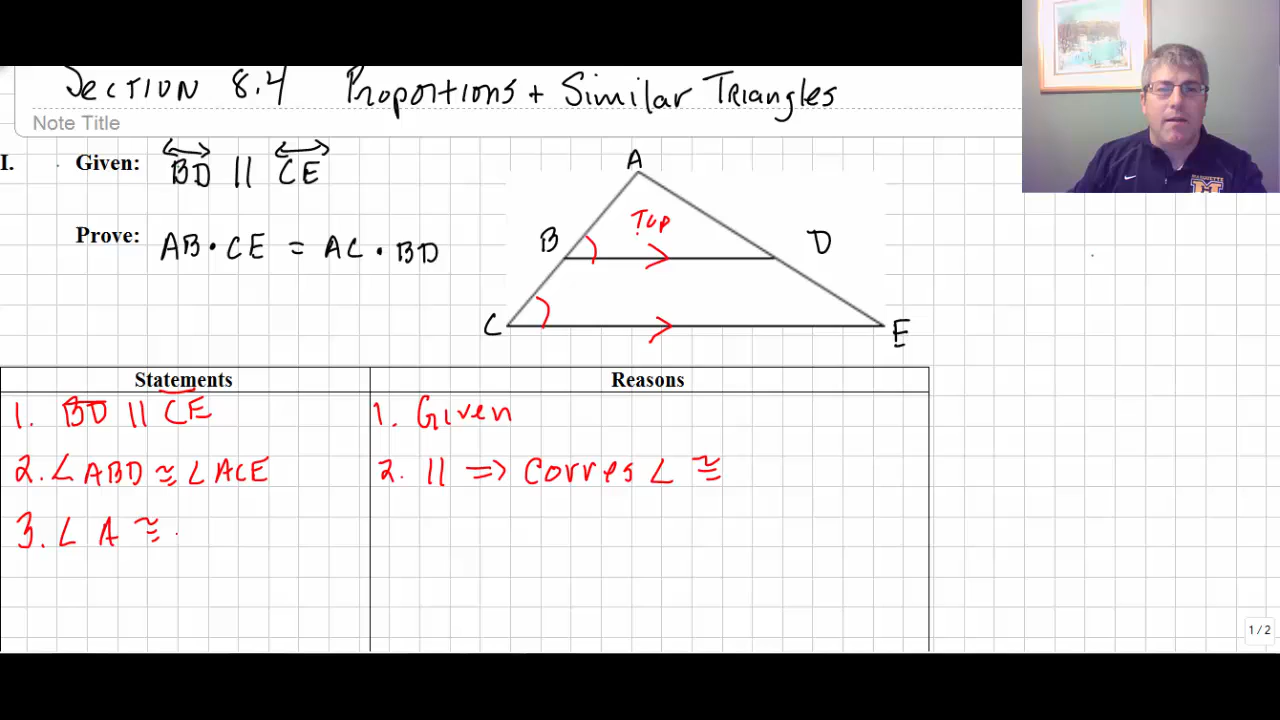 SECTION 8.4 Proportions + Similar Triangles
Note Title
I. Given: BD || CE
Prove: AB • CE = AC • BD
A
Top
B
D
C
E
Statements Reasons
1. BD || CE 1. Given
2. ∠ABD ≅ ∠ACE 2. || => Corres ∠ ≅
3. ∠ A ≅
MARQUETTE
M
1 / 2